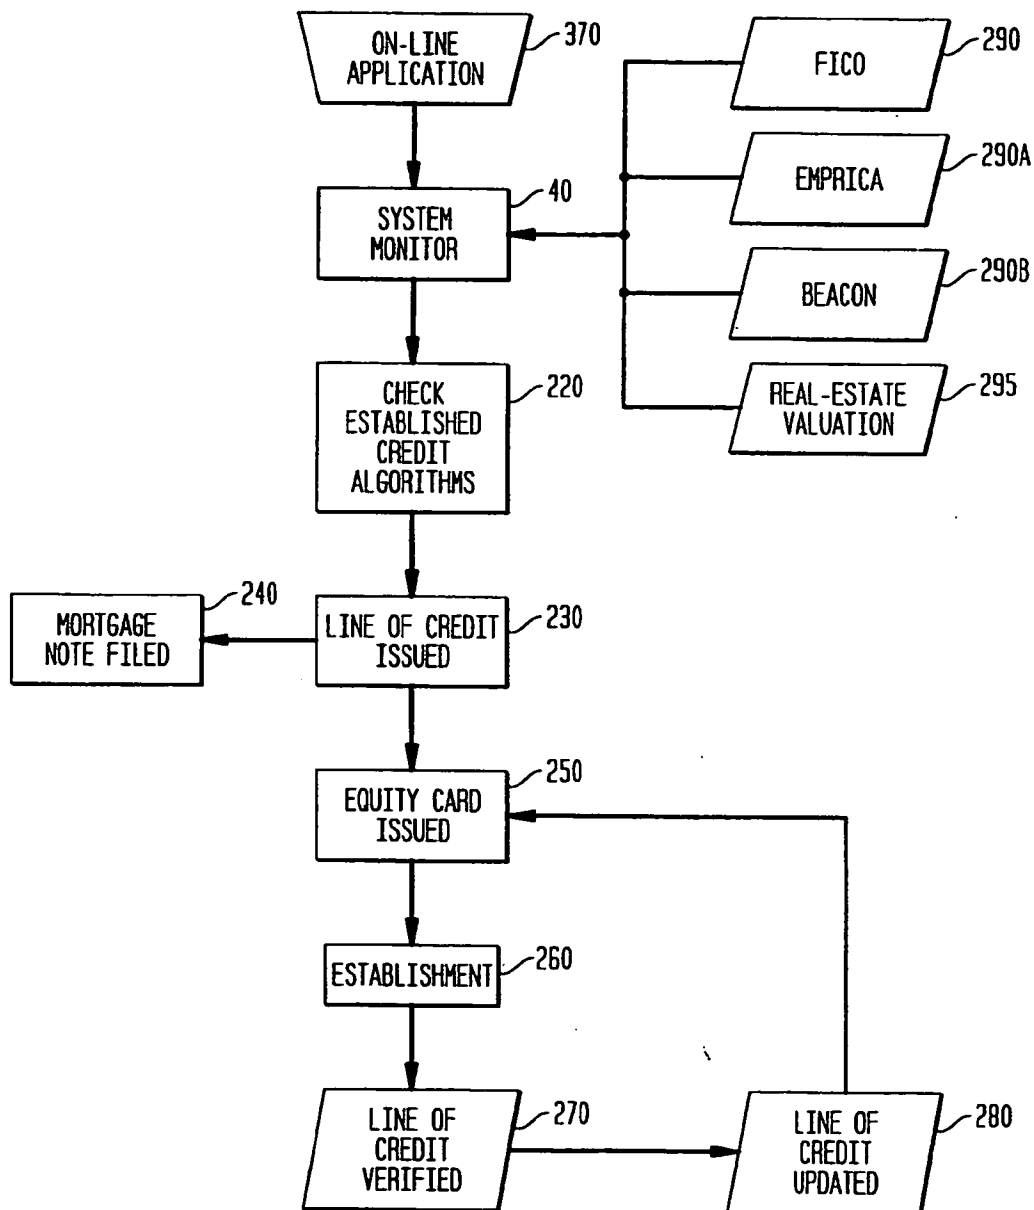 ON-LINE
APPLICATION
370
FICO
290
EMPRICA
290A
SYSTEM
MONITOR
40
BEACON
290B
REAL-ESTATE
VALUATION
295
CHECK
ESTABLISHED
CREDIT
ALGORITHMS
220
MORTGAGE
NOTE FILED
240
LINE OF CREDIT
ISSUED
230
EQUITY CARD
ISSUED
250
ESTABLISHMENT
260
LINE OF
CREDIT
VERIFIED
270
LINE OF
CREDIT
UPDATED
280